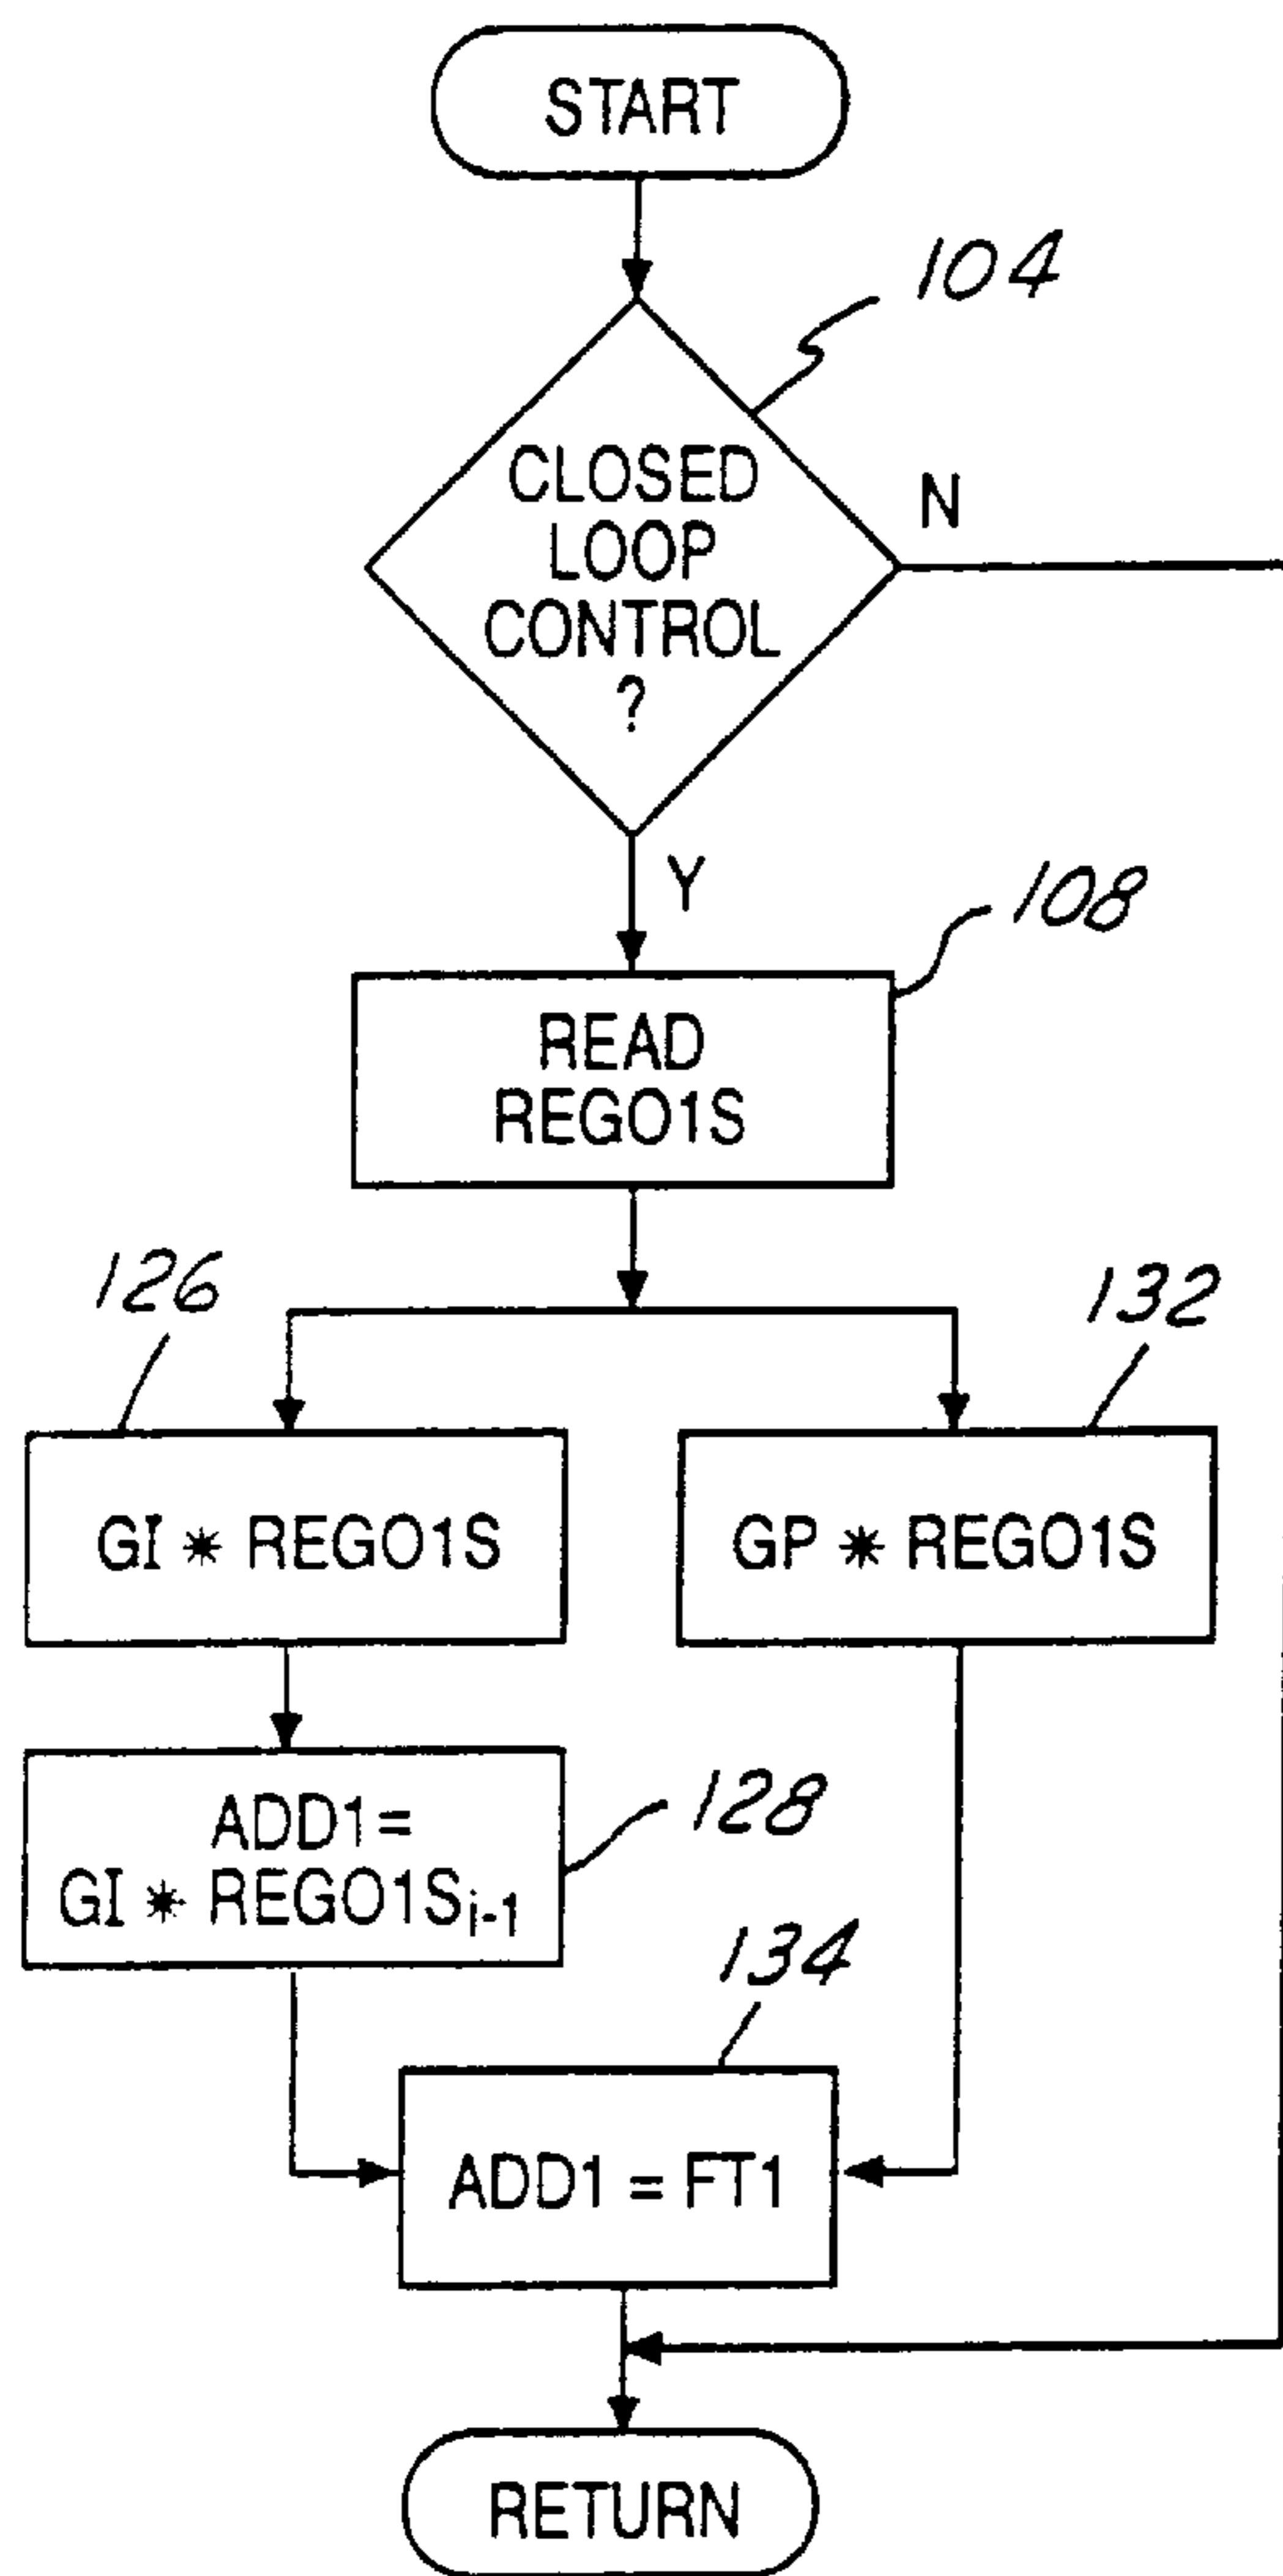 START
104
CLOSED
LOOP
CONTROL
?
N
Y
108
READ
REGO1S
126
132
GI * REGO1S
GP * REGO1S
ADD1 =
GI * REGO1Si-1
128
134
ADD1 = FT1
RETURN